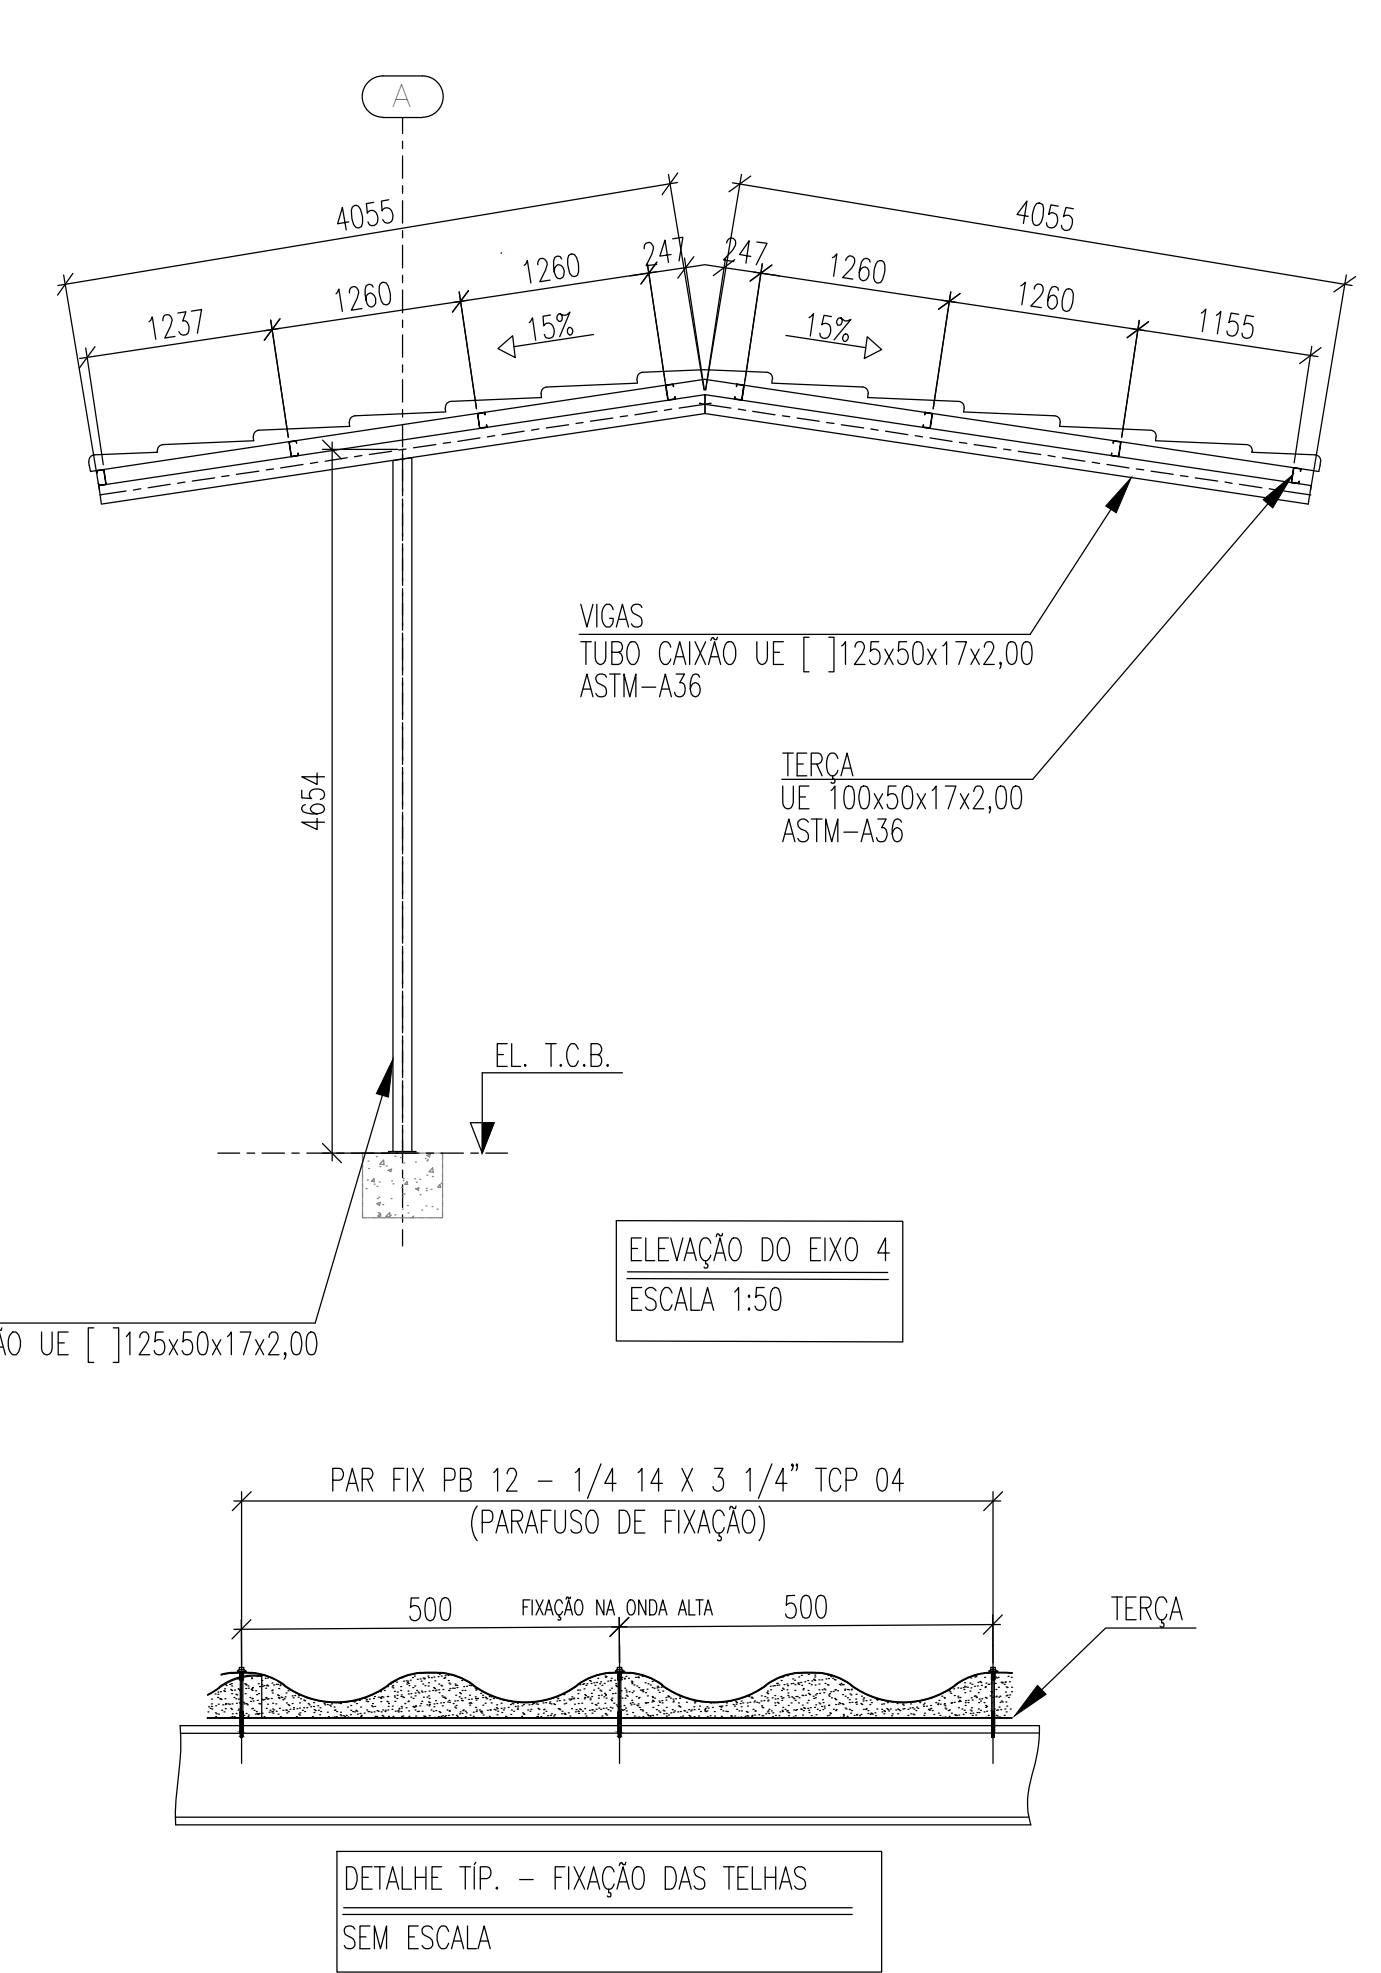 A
4055
4055
1237
1260
1260
247
247
1260
1260
1155
15%
15%
VIGAS
TUBO CAIXÃO UE [ ]125x50x17x2,00
ASTM-A36
TERÇA
UE 100x50x17x2,00
ASTM-A36
4654
EL. T.C.B.
ELEVAÇÃO DO EIXO 4
ESCALA 1:50
ÃO UE [ ]125x50x17x2,00
PAR FIX PB 12 - 1/4 14 X 3 1/4” TCP 04
(PARAFUSO DE FIXAÇÃO)
500
FIXAÇÃO NA ONDA ALTA
500
TERÇA
DETALHE TÍP. - FIXAÇÃO DAS TELHAS
SEM ESCALA